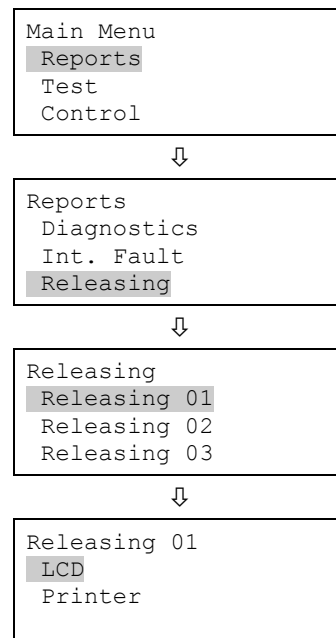 Main Menu
Reports
Test
Control
⇩
Reports
Diagnostics
Int. Fault
Releasing
⇩
Releasing
Releasing 01
Releasing 02
Releasing 03
⇩
Releasing 01
LCD
Printer